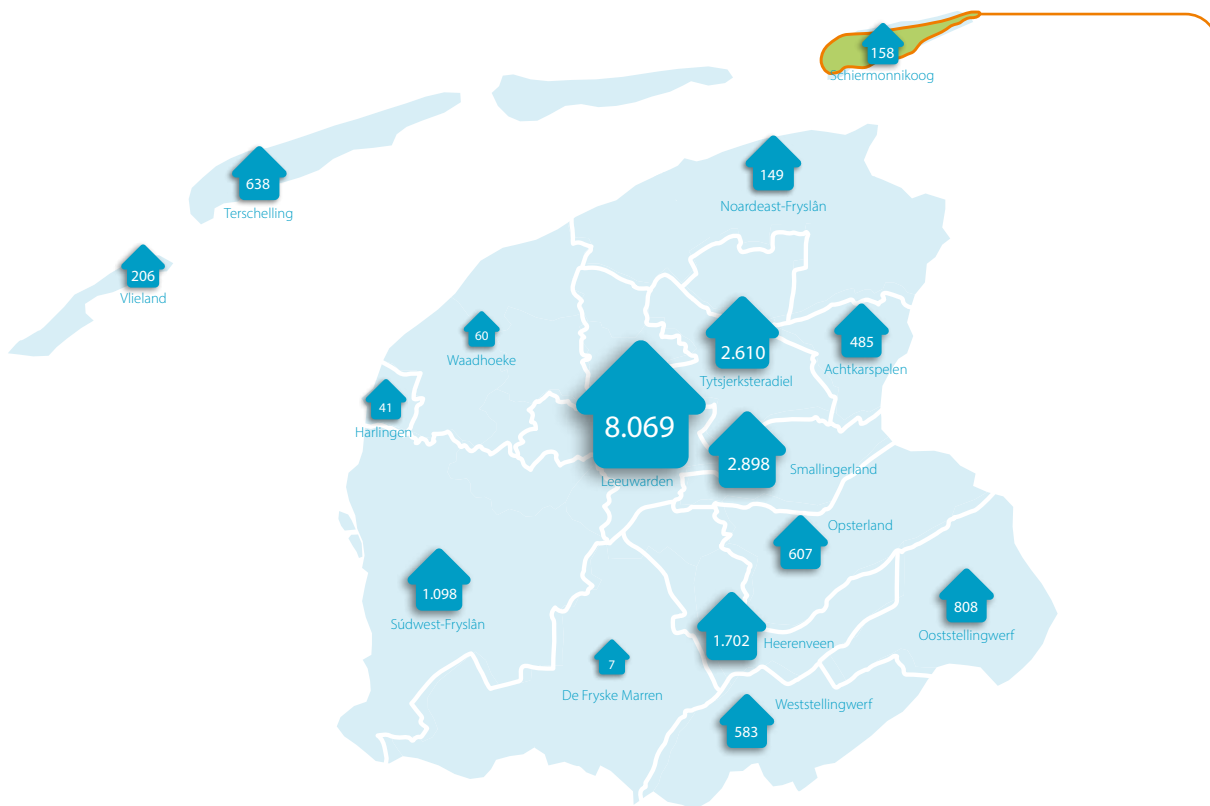 158
Schiermonnikoog
149
Noardeast-Fryslân
638
Terschelling
206
Vlieland
60
Waadhoeke
2.610
Tytsjerksteradiel
485
Achtkarspelen
41
Harlingen
8.069
Leeuwarden
2.898
Smallingerland
Opsterland
607
1.098
Súdwest-Fryslân
808
Ooststellingwerf
1.702
Heerenveen
7
De Fryske Marren
Weststellingwerf
583